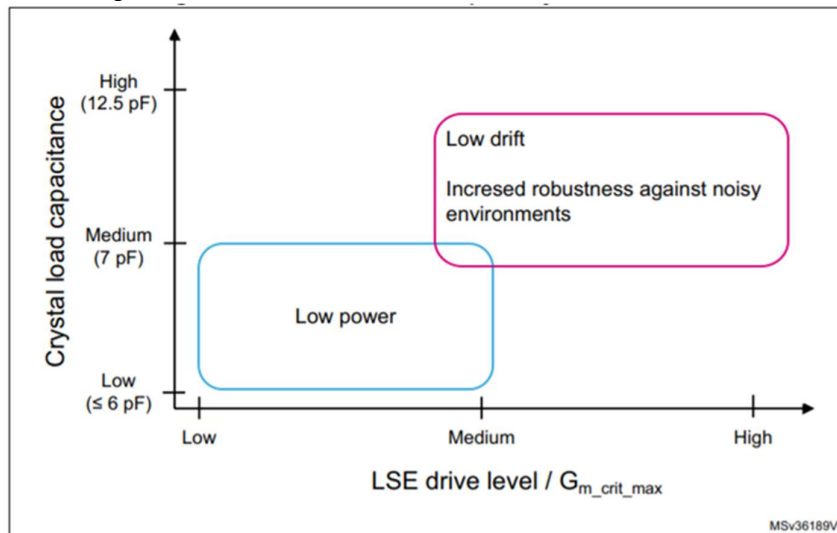 High
(12.5 pF)
Medium
(7 pF)
Low
(≤ 6 pF)
Crystal load capacitance
Low drift
Incresed robustness against noisy
environments
Low power
Low
Medium
High
LSE drive level / Gm_crit_max
MSv36189V